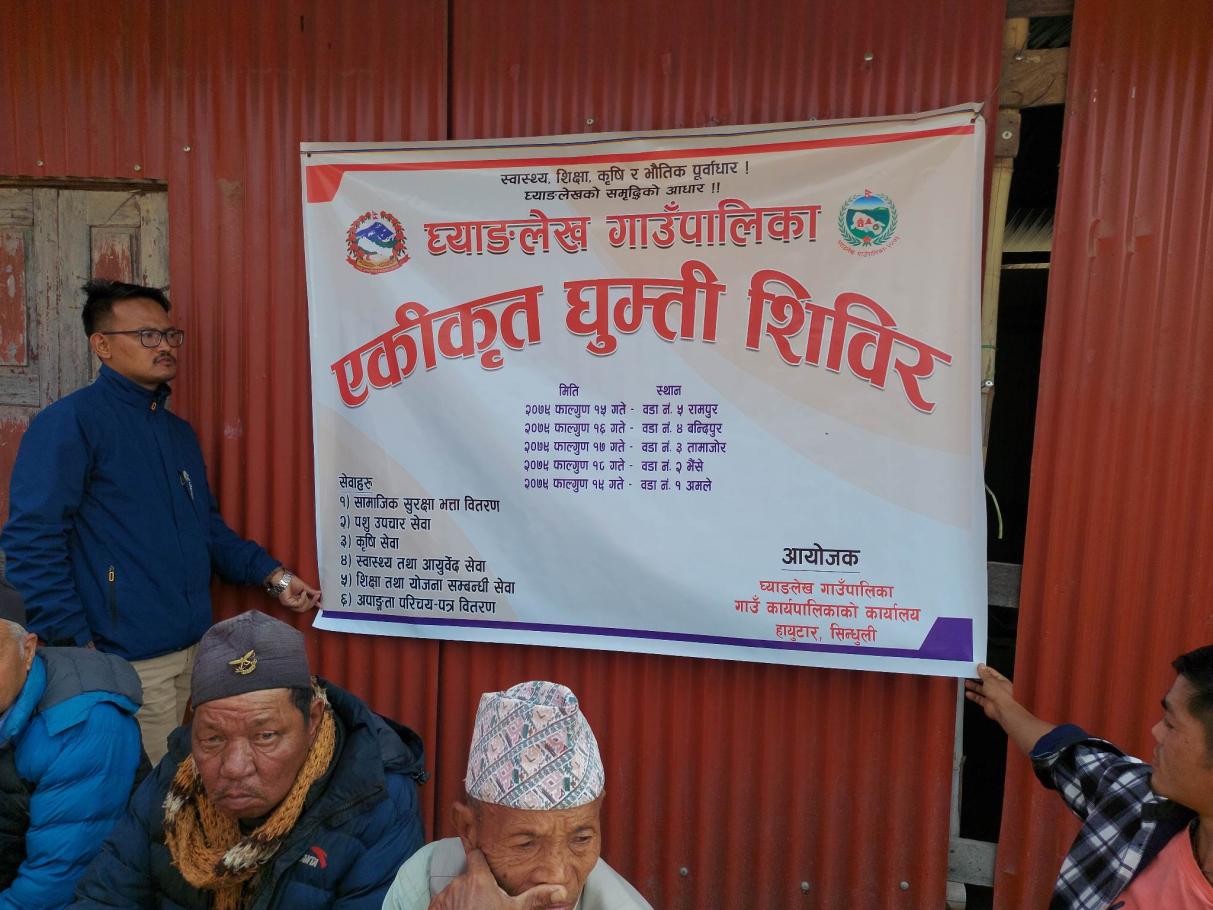 स्वास्थ्य, शिक्षा, कृषि र भौतिक पूर्वाधार !
घ्याङलेखको समृद्धिको आधार !!
घ्याङलेख गाउँपालिका
एकीकृत घुम्ती शिविर
मिति स्थान
२०७५ फाल्गुण १५ गते - वडा नं. ५ रामपुर
२०७५ फाल्गुण १६ गते - वडा नं. ४ बन्दिपुर
२०७५ फाल्गुण १७ गते - वडा नं. ३ तामाजोर
२०७५ फाल्गुण १८ गते - वडा नं. २ भैंसे
२०७५ फाल्गुण १९ गते - वडा नं. १ अमले
सेवाहरू
१) सामाजिक सुरक्षा भत्ता वितरण
२) पशु उपचार सेवा
३) कृषि सेवा
४) स्वास्थ्य तथा आयुर्वेद सेवा
५) शिक्षा तथा योजना सम्बन्धी सेवा
६) अपाङ्गता परिचय-पत्र वितरण
आयोजक
घ्याङलेख गाउँपालिका
गाउँ कार्यपालिकाको कार्यालय
हायुटार, सिन्धुली